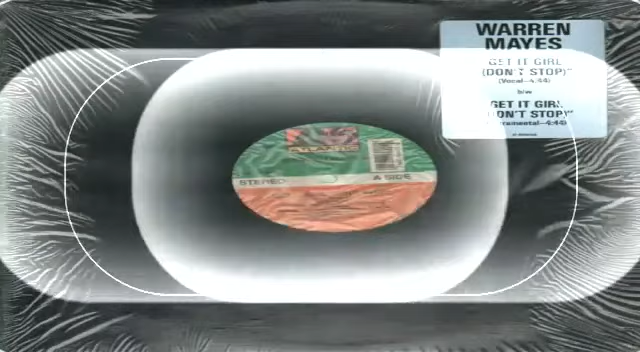 WARREN
MAYES
GET IT GIRL
(DON'T STOP)"
(Vocal—4:44)
b/w
GET IT GIRL
DON'T STOP)"
-4:44)
STEREO
A SIDE